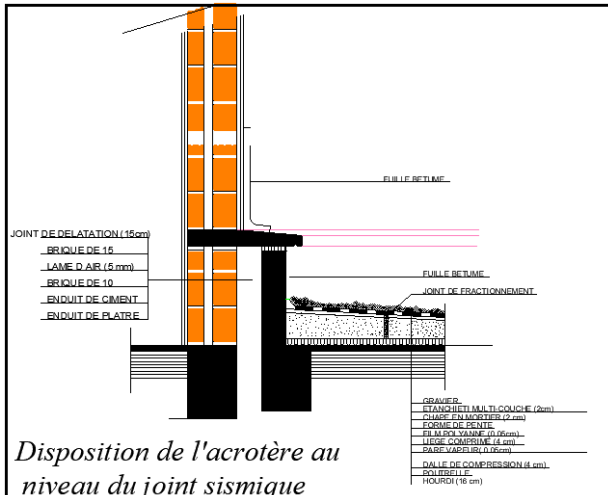 FUILLE BETUME
JOINT DE DELATATION (15cm)
BRIQUE DE 15
LAME D AIR (5 mm)
BRIQUE DE 10
ENDUIT DE CIMENT
ENDUIT DE PLATRE
FUILLE BETUME
JOINT DE FRACTIONNEMENT
GRAVIER
ETANCHIETI MULTI-COUCHE (2cm)
CHAPE EN MORTIER (2 cm)
FORME DE PENTE
FILM POLYANNE (0.05cm)
LIEGE COMPRIMÉ (4 cm)
PARE VAPEUR( 0.05cm)
DALLE DE COMPRESSION (4 cm)
POUTRELLE
HOURDI (16 cm)
Disposition de l'acrotère au
niveau du joint sismique